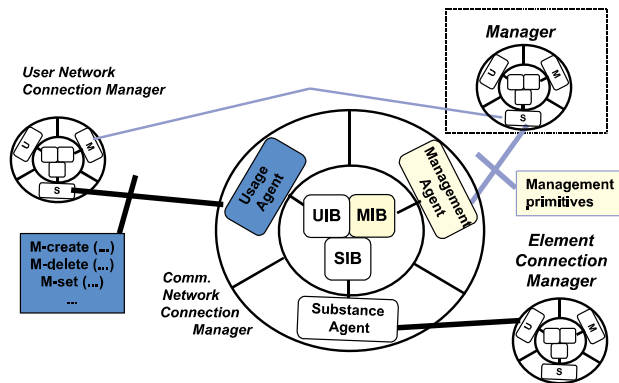 Manager
U
M
S
User Network
Connection Manager
U
M
S
Usage
Agent
Management
Agent
Management
primitives
UIB
MIB
SIB
M-create (...)
M-delete (...)
M-set (...)
...
Comm.
Network
Connection
Manager
Substance
Agent
Element
Connection
Manager
U
M
S